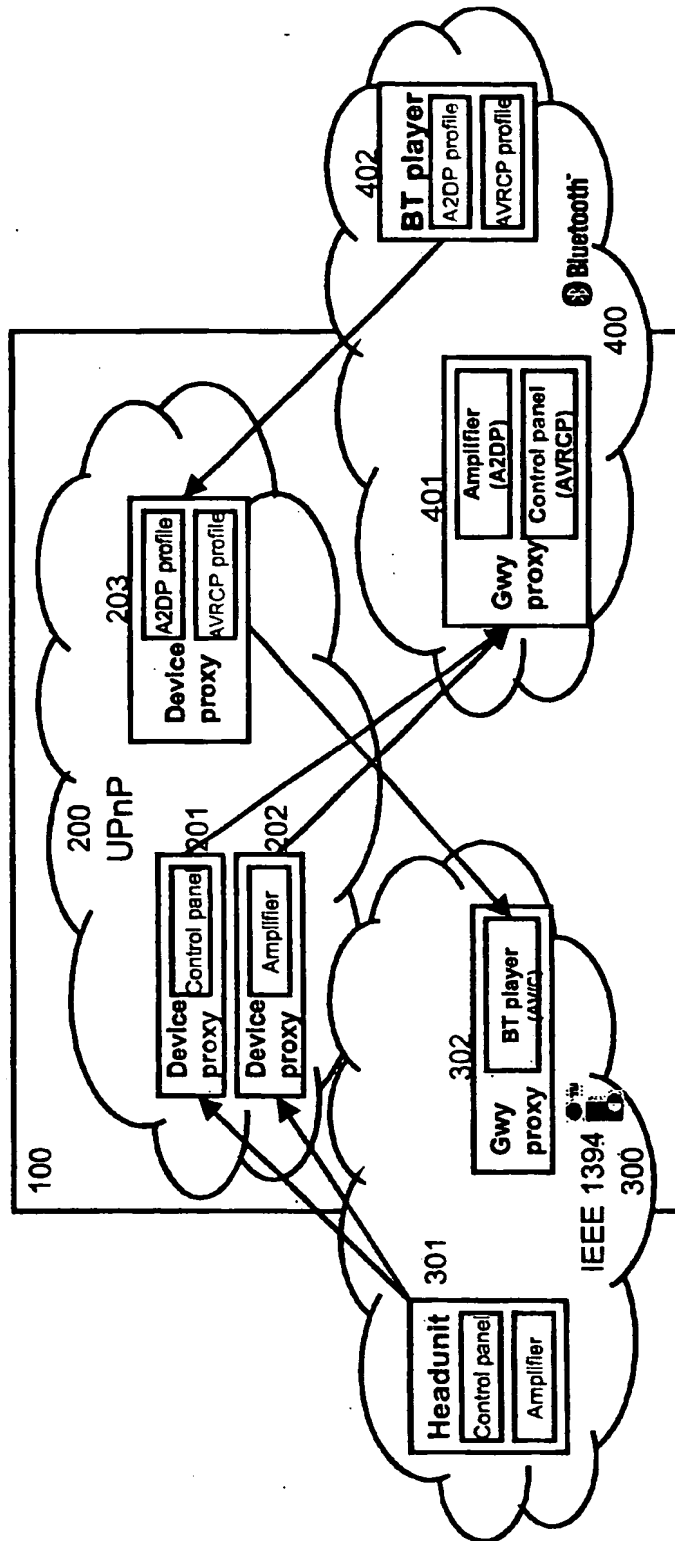 100
200
UPnP
201
Device
proxy
Control panel
202
Device
proxy
Amplifier
203
Device
proxy
A2DP profile
AVRCP profile
301
Headunit
Control panel
Amplifier
302
Gwy
proxy
BT player
(AV/C)
IEEE 1394
TM
300
401
Gwy
proxy
Amplifier
(A2DP)
Control panel
(AVRCP)
402
BT player
A2DP profile
AVRCP profile
Bluetooth™
400